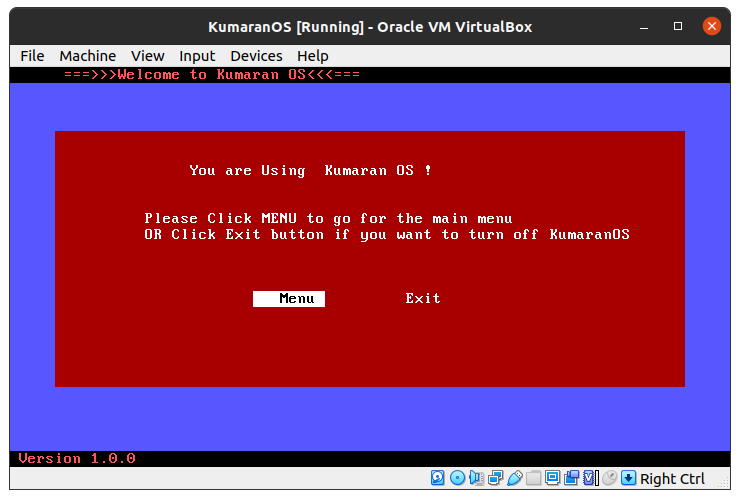 KumaranOS [Running] - Oracle VM VirtualBox
File Machine View Input Devices Help
===>>>Welcome to Kumaran OS<<<===
You are Using Kumaran OS !
Please Click MENU to go for the main menu
OR Click Exit button if you want to turn off KumaranOS
Menu Exit
Version 1.0.0
Right Ctrl